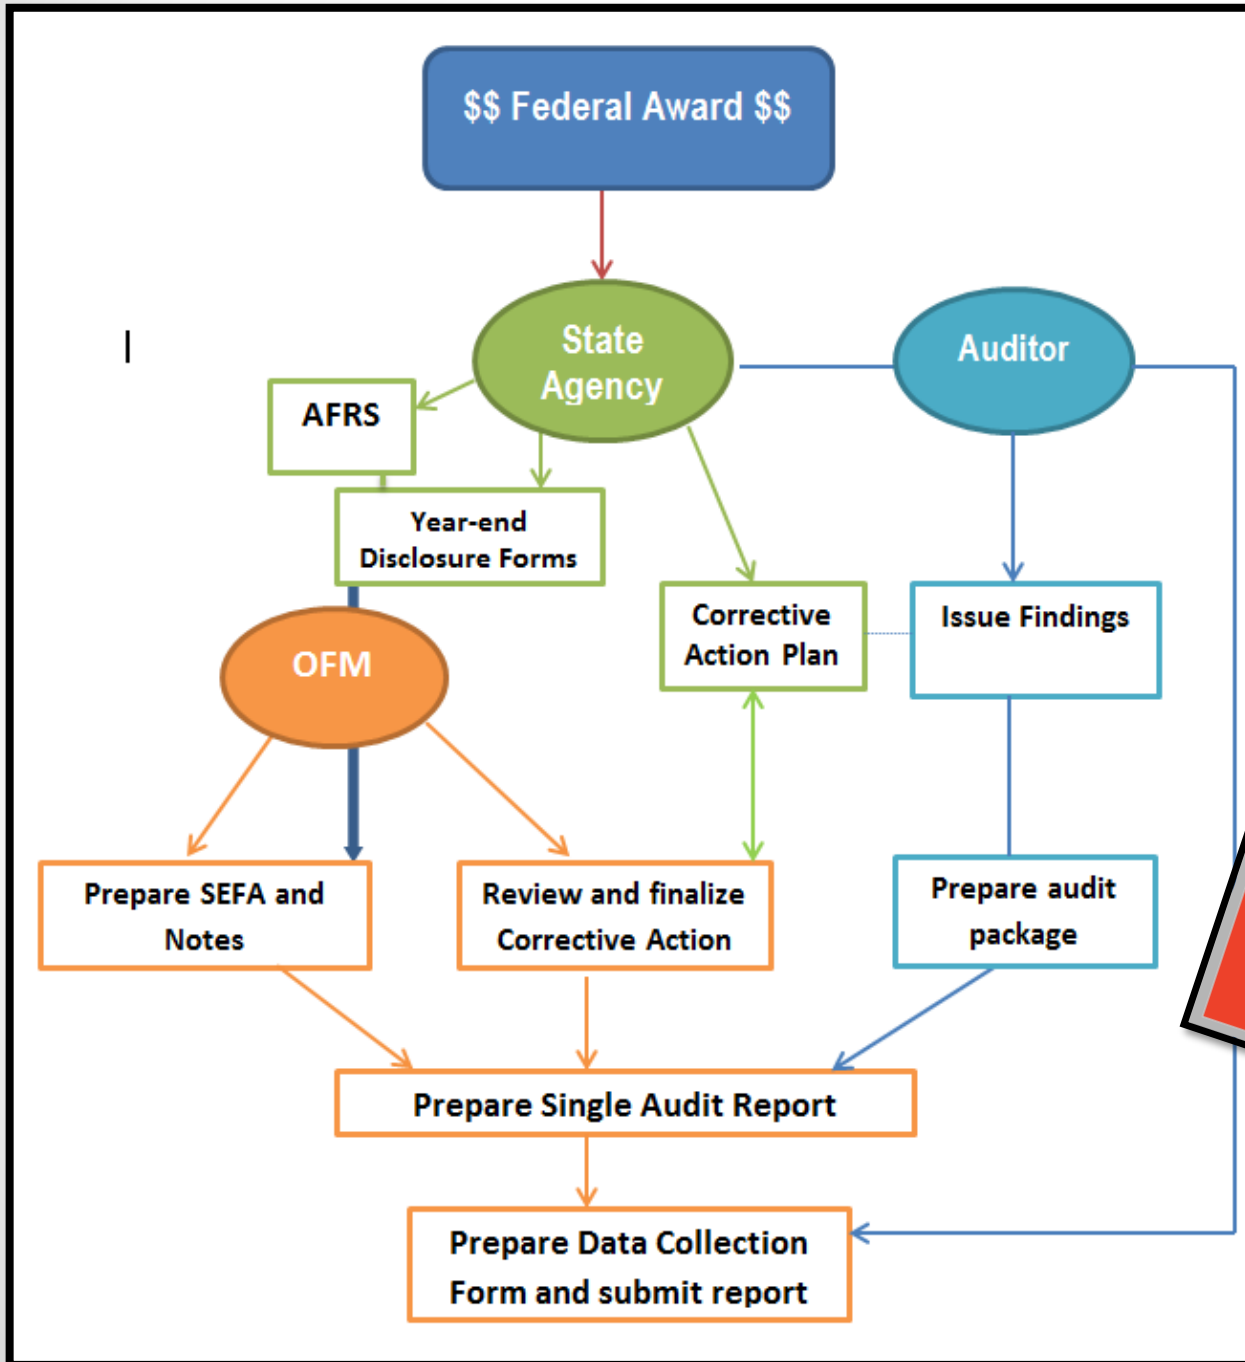 $$ Federal Award $$
State
Agency
Auditor
AFRS
Year-end
Disclosure Forms
Corrective
Action Plan
Issue Findings
OFM
Prepare SEFA and
Notes
Review and finalize
Corrective Action
Prepare audit
package
Prepare Single Audit Report
Prepare Data Collection
Form and submit report